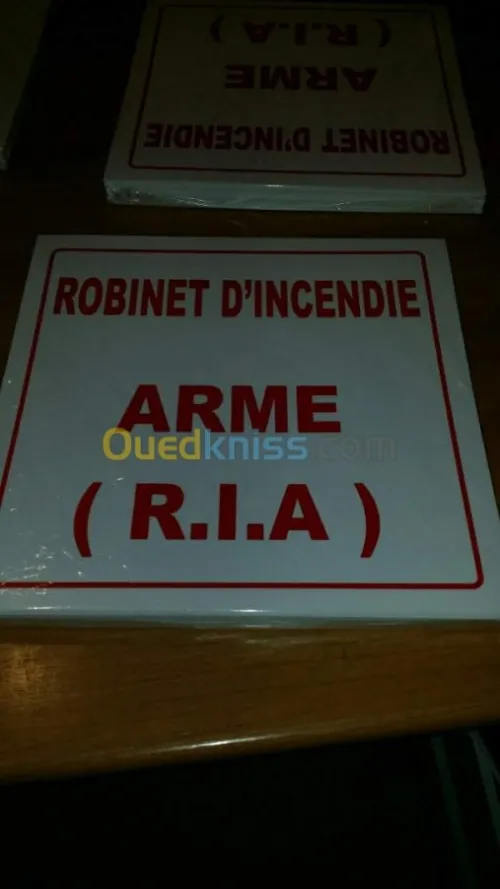 ( R.I.A )
ARME
ROBINET D'INCENDIE
ROBINET D'INCENDIE
ARME
Ouedkniss.com
( R.I.A )